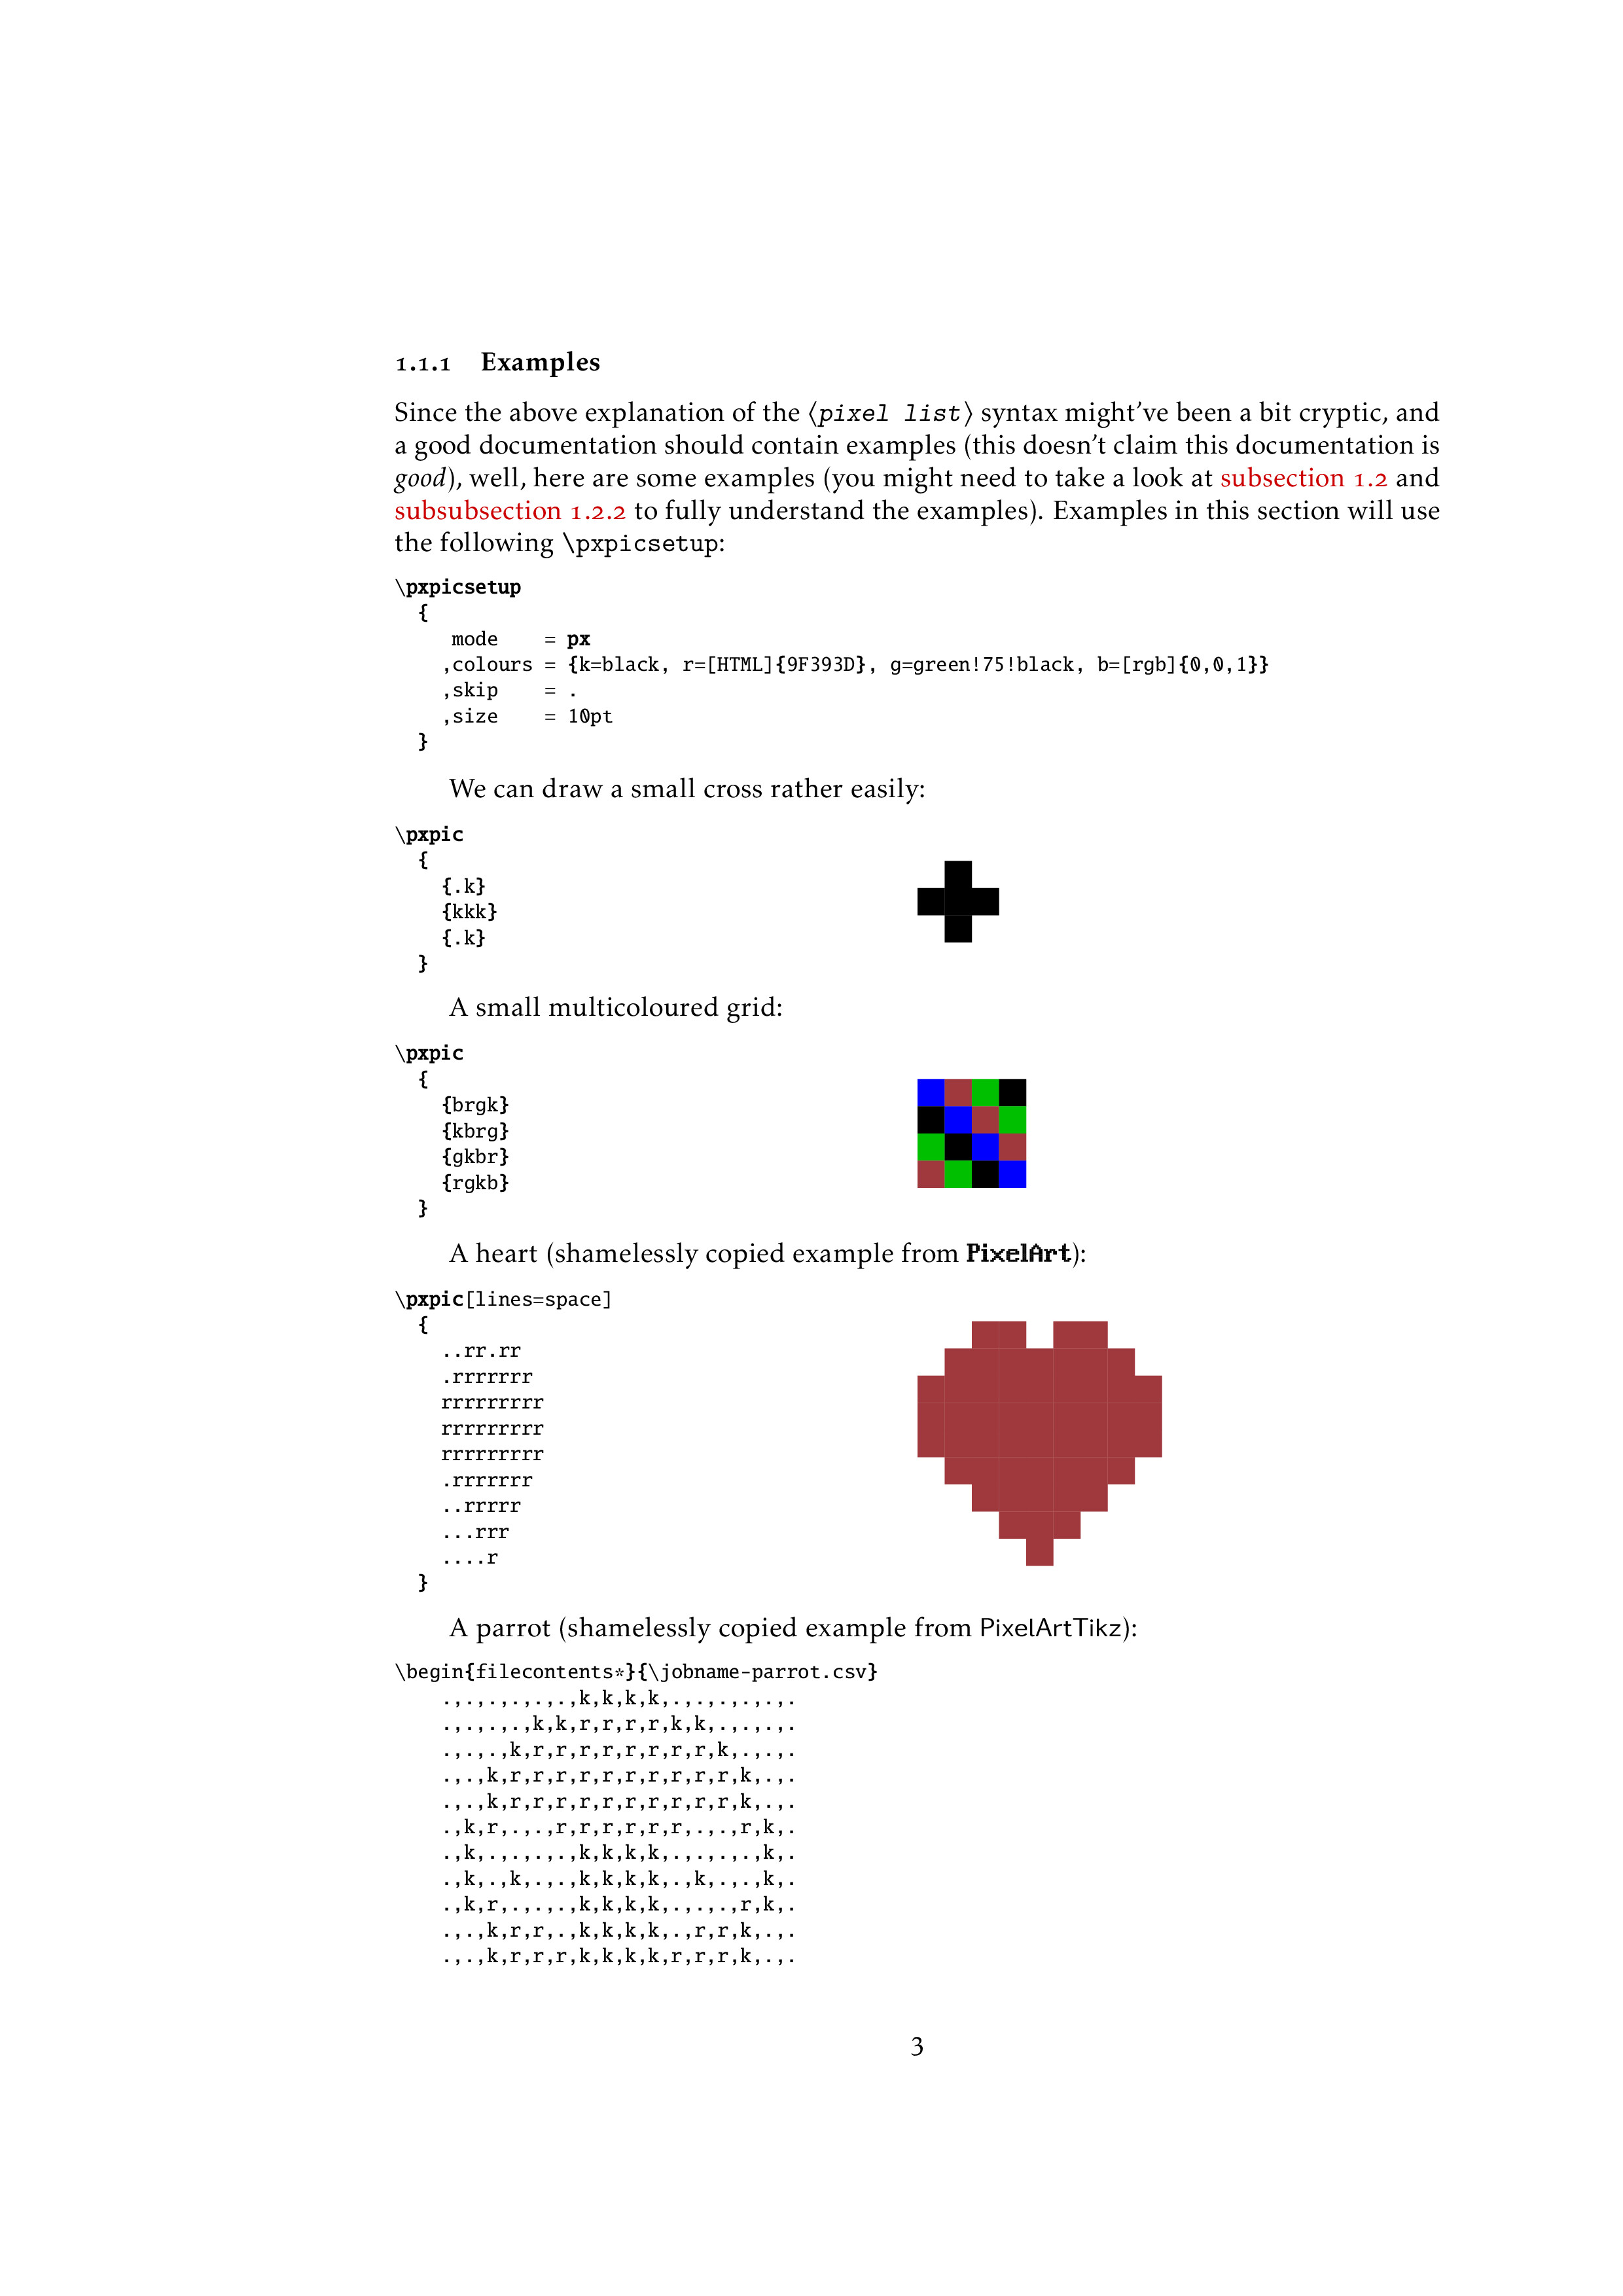 1.1.1 Examples
Since the above explanation of the ⟨pixel list⟩ syntax might’ve been a bit cryptic, and
a good documentation should contain examples (this doesn’t claim this documentation is
good), well, here are some examples (you might need to take a look at subsection 1.2 and
subsubsection 1.2.2 to fully understand the examples). Examples in this section will use
the following \pxpicsetup:
\pxpicsetup
{
mode = px
,colours = {k=black, r=[HTML]{9F393D}, g=green!75!black, b=[rgb]{0,0,1}}
,skip = .
,size = 10pt
}
We can draw a small cross rather easily:
\pxpic
{
{.k}
{kkk}
{.k}
}
A small multicoloured grid:
\pxpic
{
{brgk}
{kbrg}
{gkbr}
{rgkb}
}
A heart (shamelessly copied example from PixelArt):
\pxpic[lines=space]
{
..rr.rr
.rrrrrrr
rrrrrrrrr
rrrrrrrrr
rrrrrrrrr
.rrrrrrr
..rrrrr
...rrr
....r
}
A parrot (shamelessly copied example from PixelArtTikz):
\begin{filecontents*}{\jobname-parrot.csv}
.,.,.,.,.,.,k,k,k,k,.,.,.,.,.,.
.,.,.,.,k,k,r,r,r,r,k,k,.,.,.,.
.,.,.,k,r,r,r,r,r,r,r,r,k,.,.,.
.,.,k,r,r,r,r,r,r,r,r,r,r,k,.,.
.,.,k,r,r,r,r,r,r,r,r,r,r,k,.,.
.,k,r,.,.,r,r,r,r,r,r,.,.,r,k,.
.,k,.,.,.,.,k,k,k,k,.,.,.,.,k,.
.,k,.,k,.,.,k,k,k,k,.,k,.,.,k,.
.,k,r,.,.,.,k,k,k,k,.,.,.,r,k,.
.,.,k,r,r,.,k,k,k,k,.,r,r,k,.,.
.,.,k,r,r,r,k,k,k,k,r,r,r,k,.,.
3